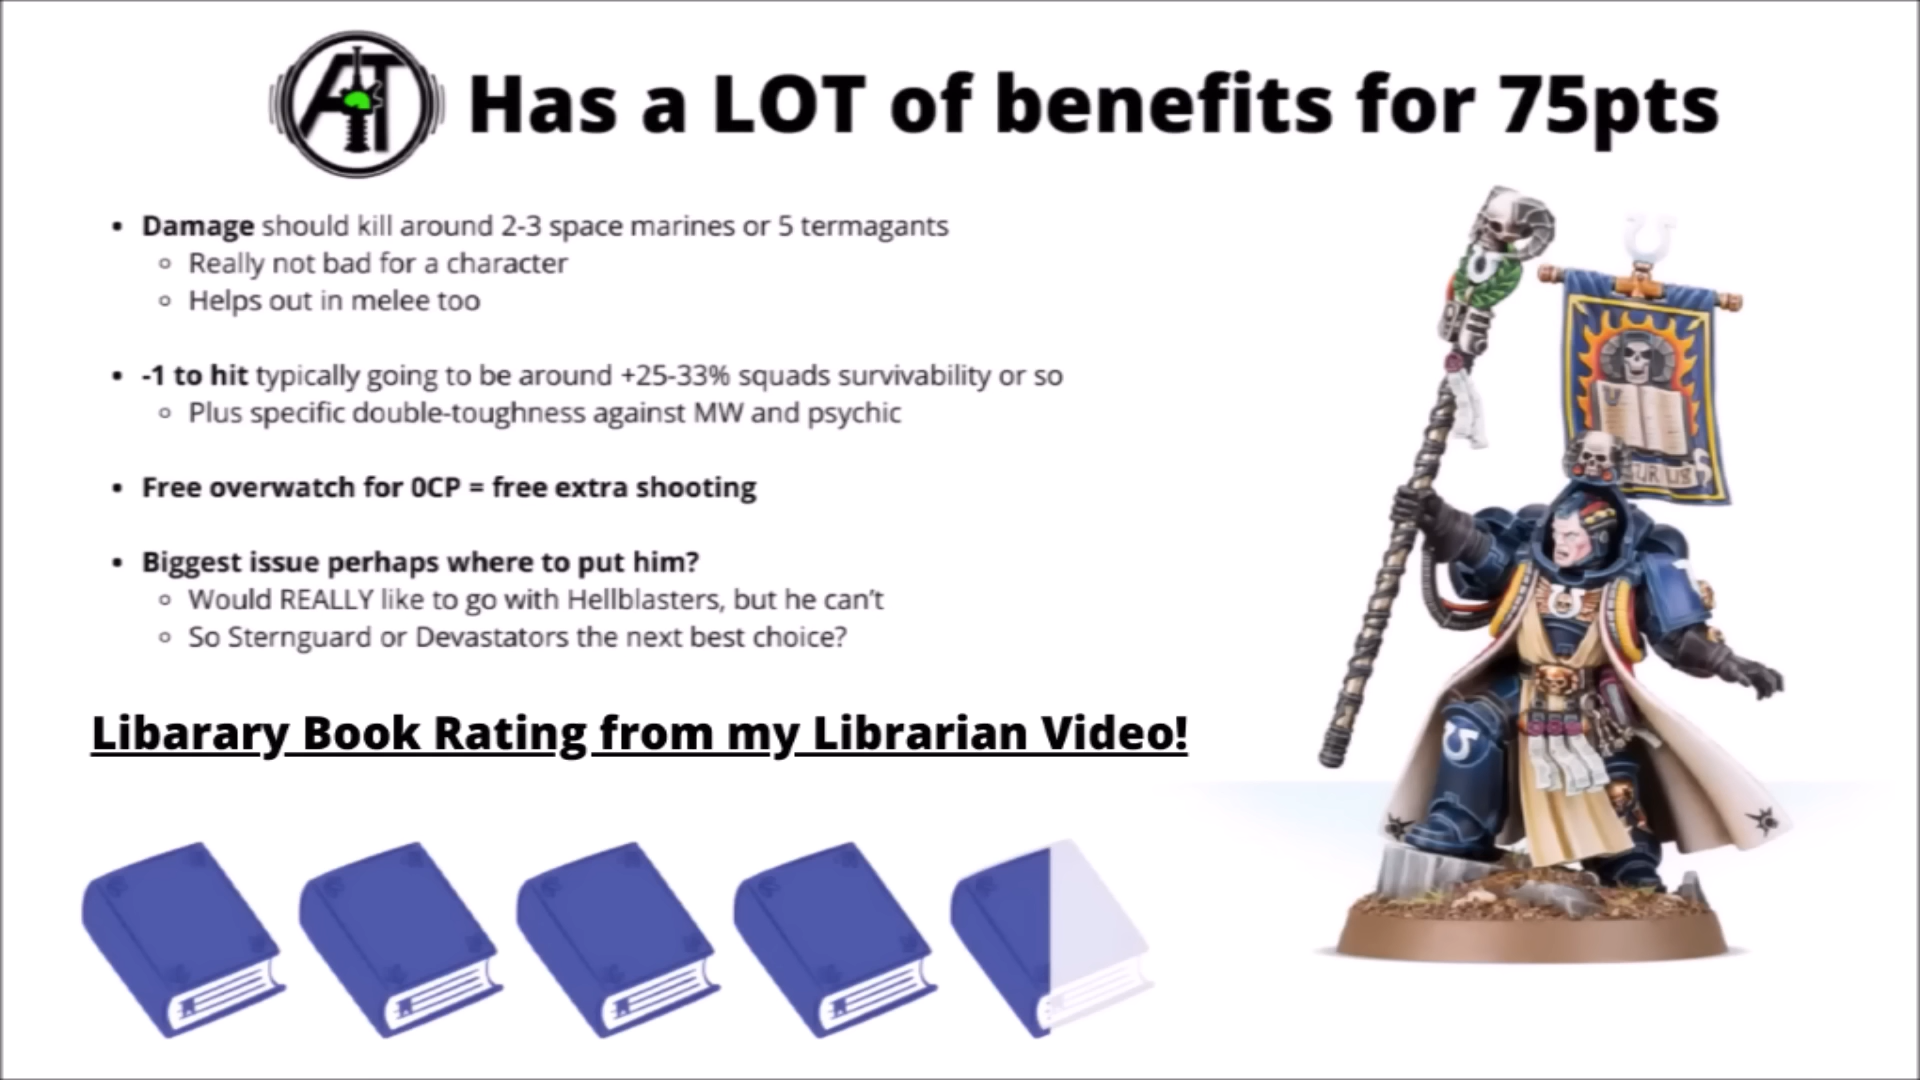 AT
Has a LOT of benefits for 75pts
• Damage should kill around 2-3 space marines or 5 termagants
○ Really not bad for a character
○ Helps out in melee too
• -1 to hit typically going to be around +25-33% squads survivability or so
○ Plus specific double-toughness against MW and psychic
• Free overwatch for 0CP = free extra shooting
• Biggest issue perhaps where to put him?
○ Would REALLY like to go with Hellblasters, but he can't
○ So Sternguard or Devastators the next best choice?
Libarary Book Rating from my Librarian Video!